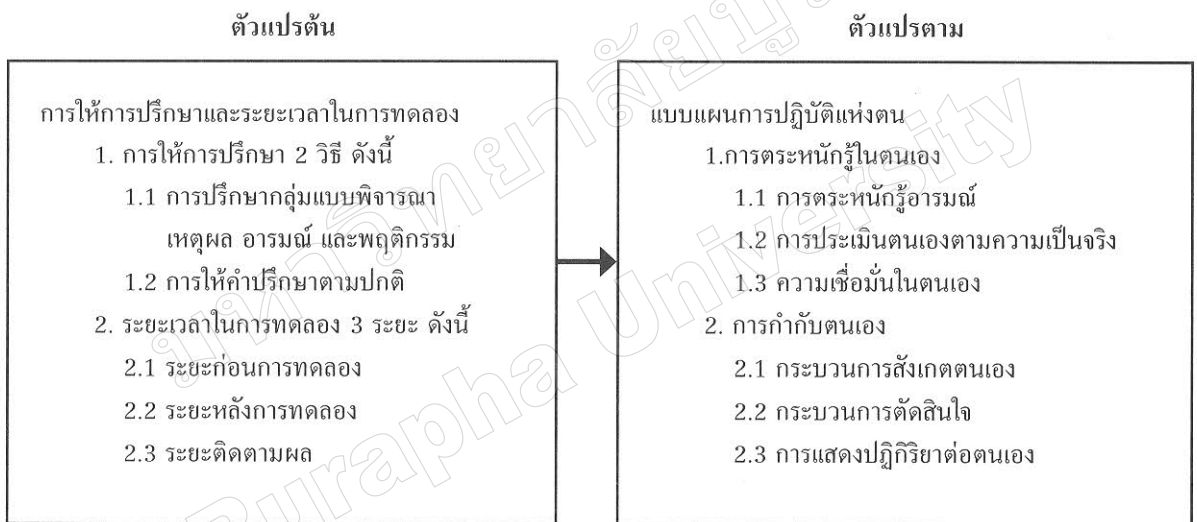 ตัวแปรต้น
การให้การปรึกษาและระยะเวลาในการทดลอง
1. การให้การปรึกษา 2 วิธี ดังนี้
1.1 การปรึกษากลุ่มแบบพิจารณา
เหตุผล อารมณ์ และพฤติกรรม
1.2 การให้คำปรึกษาตามปกติ
2. ระยะเวลาในการทดลอง 3 ระยะ ดังนี้
2.1 ระยะก่อนการทดลอง
2.2 ระยะหลังการทดลอง
2.3 ระยะติดตามผล
ตัวแปรตาม
แบบแผนการปฏิบัติแห่งตน
1.การตระหนักรู้ในตนเอง
1.1 การตระหนักรู้อารมณ์
1.2 การประเมินตนเองตามความเป็นจริง
1.3 ความเชื่อมั่นในตนเอง
2. การกำกับตนเอง
2.1 กระบวนการสังเกตตนเอง
2.2 กระบวนการตัดสินใจ
2.3 การแสดงปฏิกิริยาต่อตนเอง
Burapha University